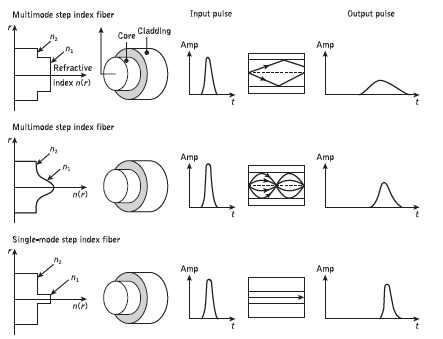 Multimode step index fiber
Input pulse
Output pulse
r
n2
n1
Refractive
index n(r)
Core
Cladding
Amp
t
Amp
t
Multimode step index fiber
r
n2
n1
n(r)
Amp
t
Amp
t
Single-mode step index fiber
r
n2
n1
n(r)
Amp
t
Amp
t